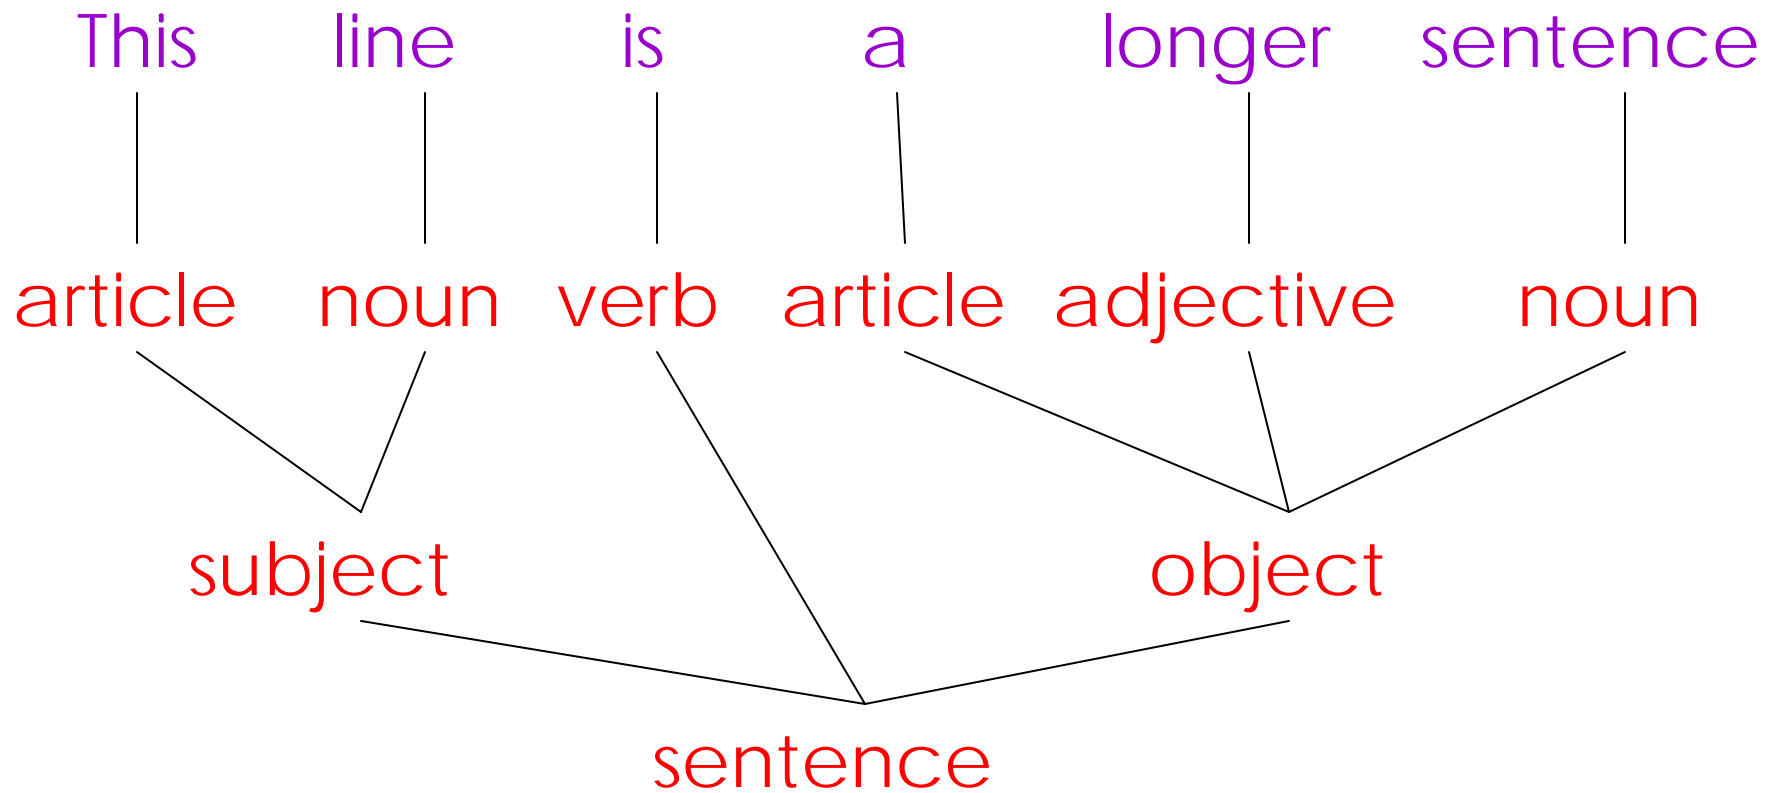 This line is a longer sentence
article noun verb article adjective noun
subject object
sentence